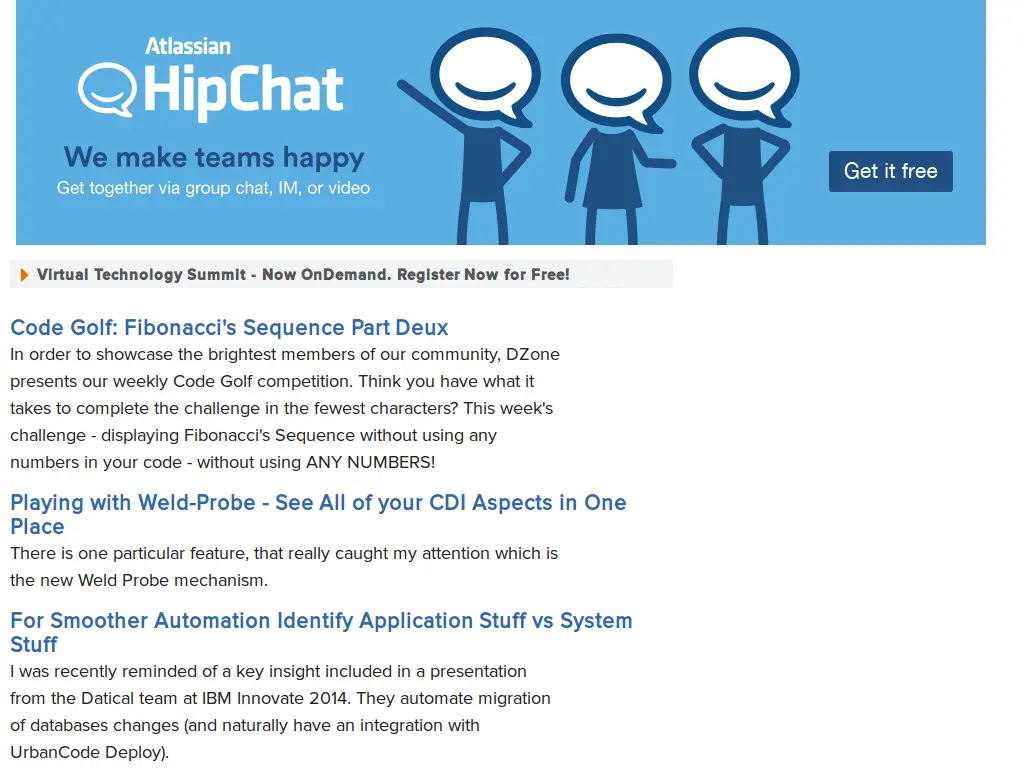 Atlassian
HipChat
We make teams happy
Get together via group chat, IM, or video
Get it free
Virtual Technology Summit - Now OnDemand. Register Now for Free!
Code Golf: Fibonacci's Sequence Part Deux
In order to showcase the brightest members of our community, DZone
presents our weekly Code Golf competition. Think you have what it
takes to complete the challenge in the fewest characters? This week's
challenge - displaying Fibonacci's Sequence without using any
numbers in your code - without using ANY NUMBERS!
Playing with Weld-Probe - See All of your CDI Aspects in One
Place
There is one particular feature, that really caught my attention which is
the new Weld Probe mechanism.
For Smoother Automation Identify Application Stuff vs System
Stuff
I was recently reminded of a key insight included in a presentation
from the Datical team at IBM Innovate 2014. They automate migration
of databases changes (and naturally have an integration with
UrbanCode Deploy).